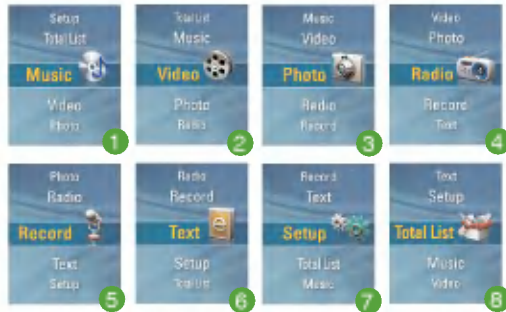 Setup
Total List
Music
Video
Photo
1
Total List
Music
Video
Photo
Radio
2
Music
Video
Photo
Radio
Record
3
Video
Photo
Radio
Record
Text
4
Photo
Radio
Record
Text
Setup
5
Radio
Record
Text
Setup
Total List
6
Record
Text
Setup
Total List
Music
7
Text
Setup
Total List
Music
Video
8